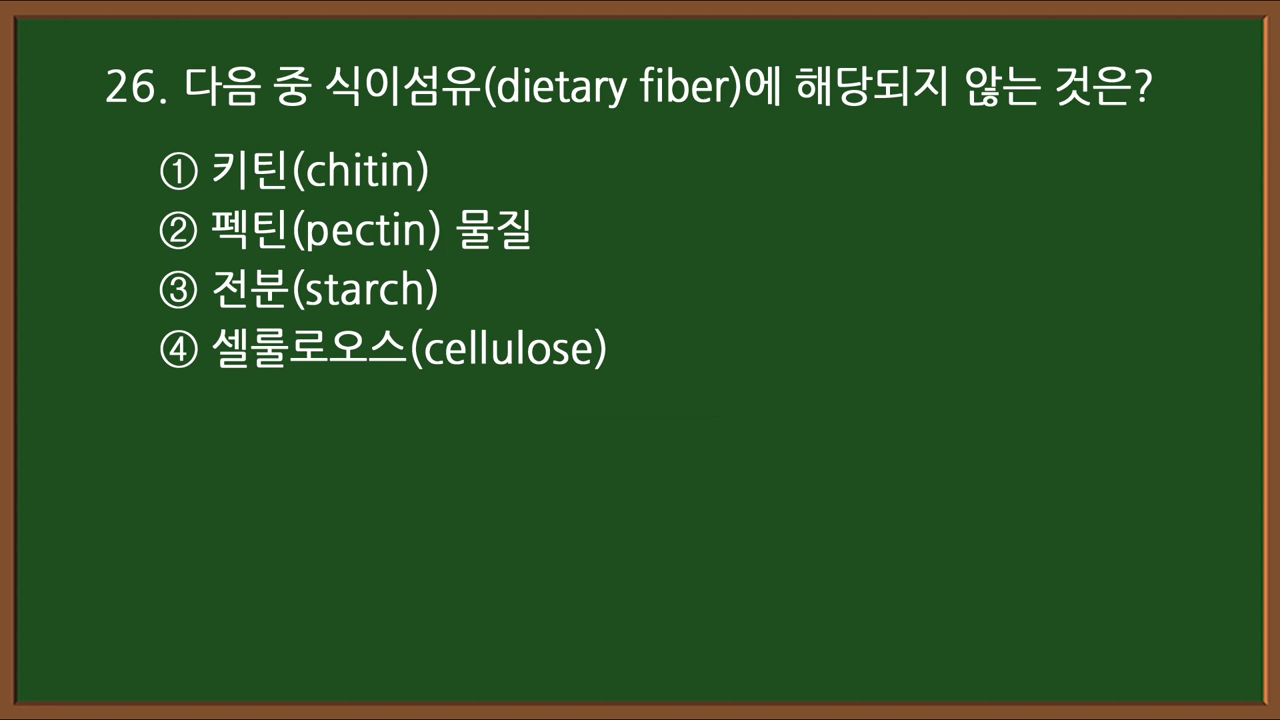 26. 다음 중 식이섬유(dietary fiber)에 해당되지 않는 것은?
① 키틴(chitin)
② 펙틴(pectin) 물질
③ 전분(starch)
④ 셀룰로오스(cellulose)